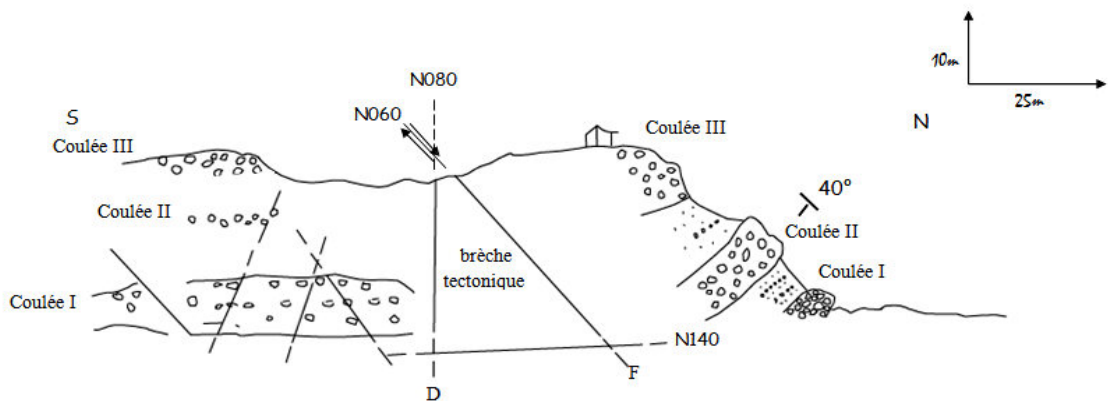 10m
25m
N080
N060
S
N
Coulée III
Coulée III
40°
Coulée II
Coulée II
brèche
tectonique
Coulée I
Coulée I
N140
F
D